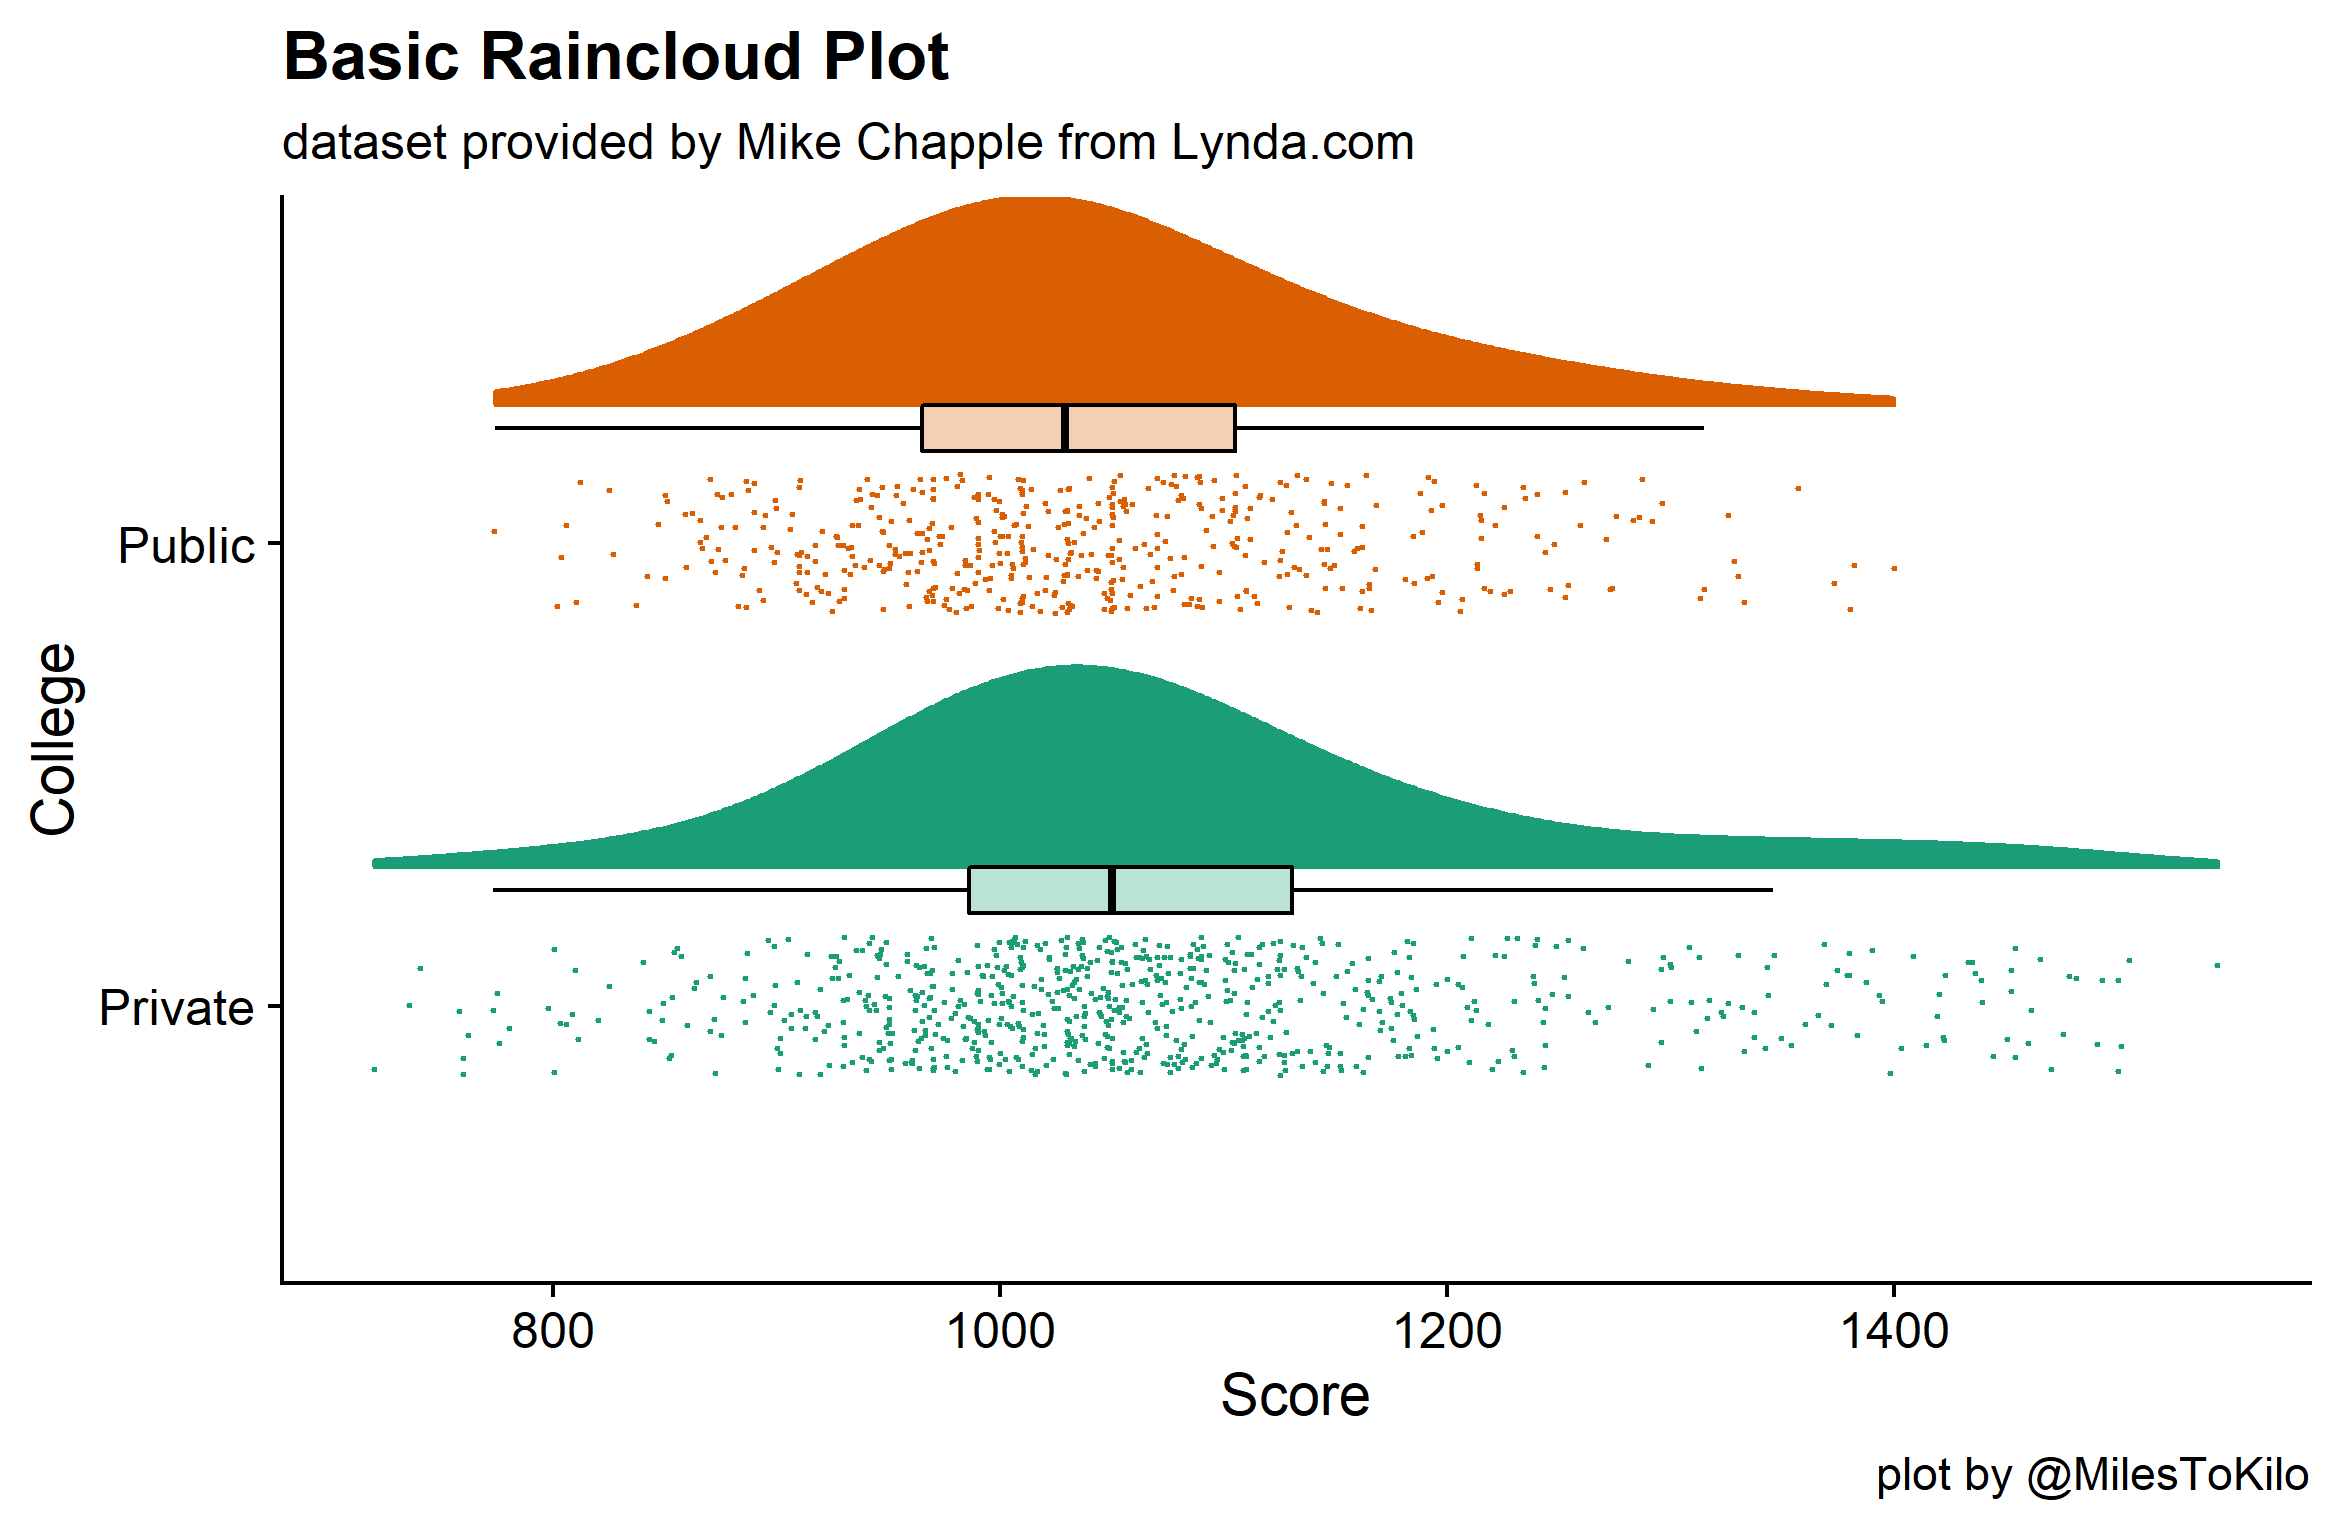 Basic Raincloud Plot
dataset provided by Mike Chapple from Lynda.com
Public
College
Private
800 1000 1200 1400
Score
plot by @MilesToKilo